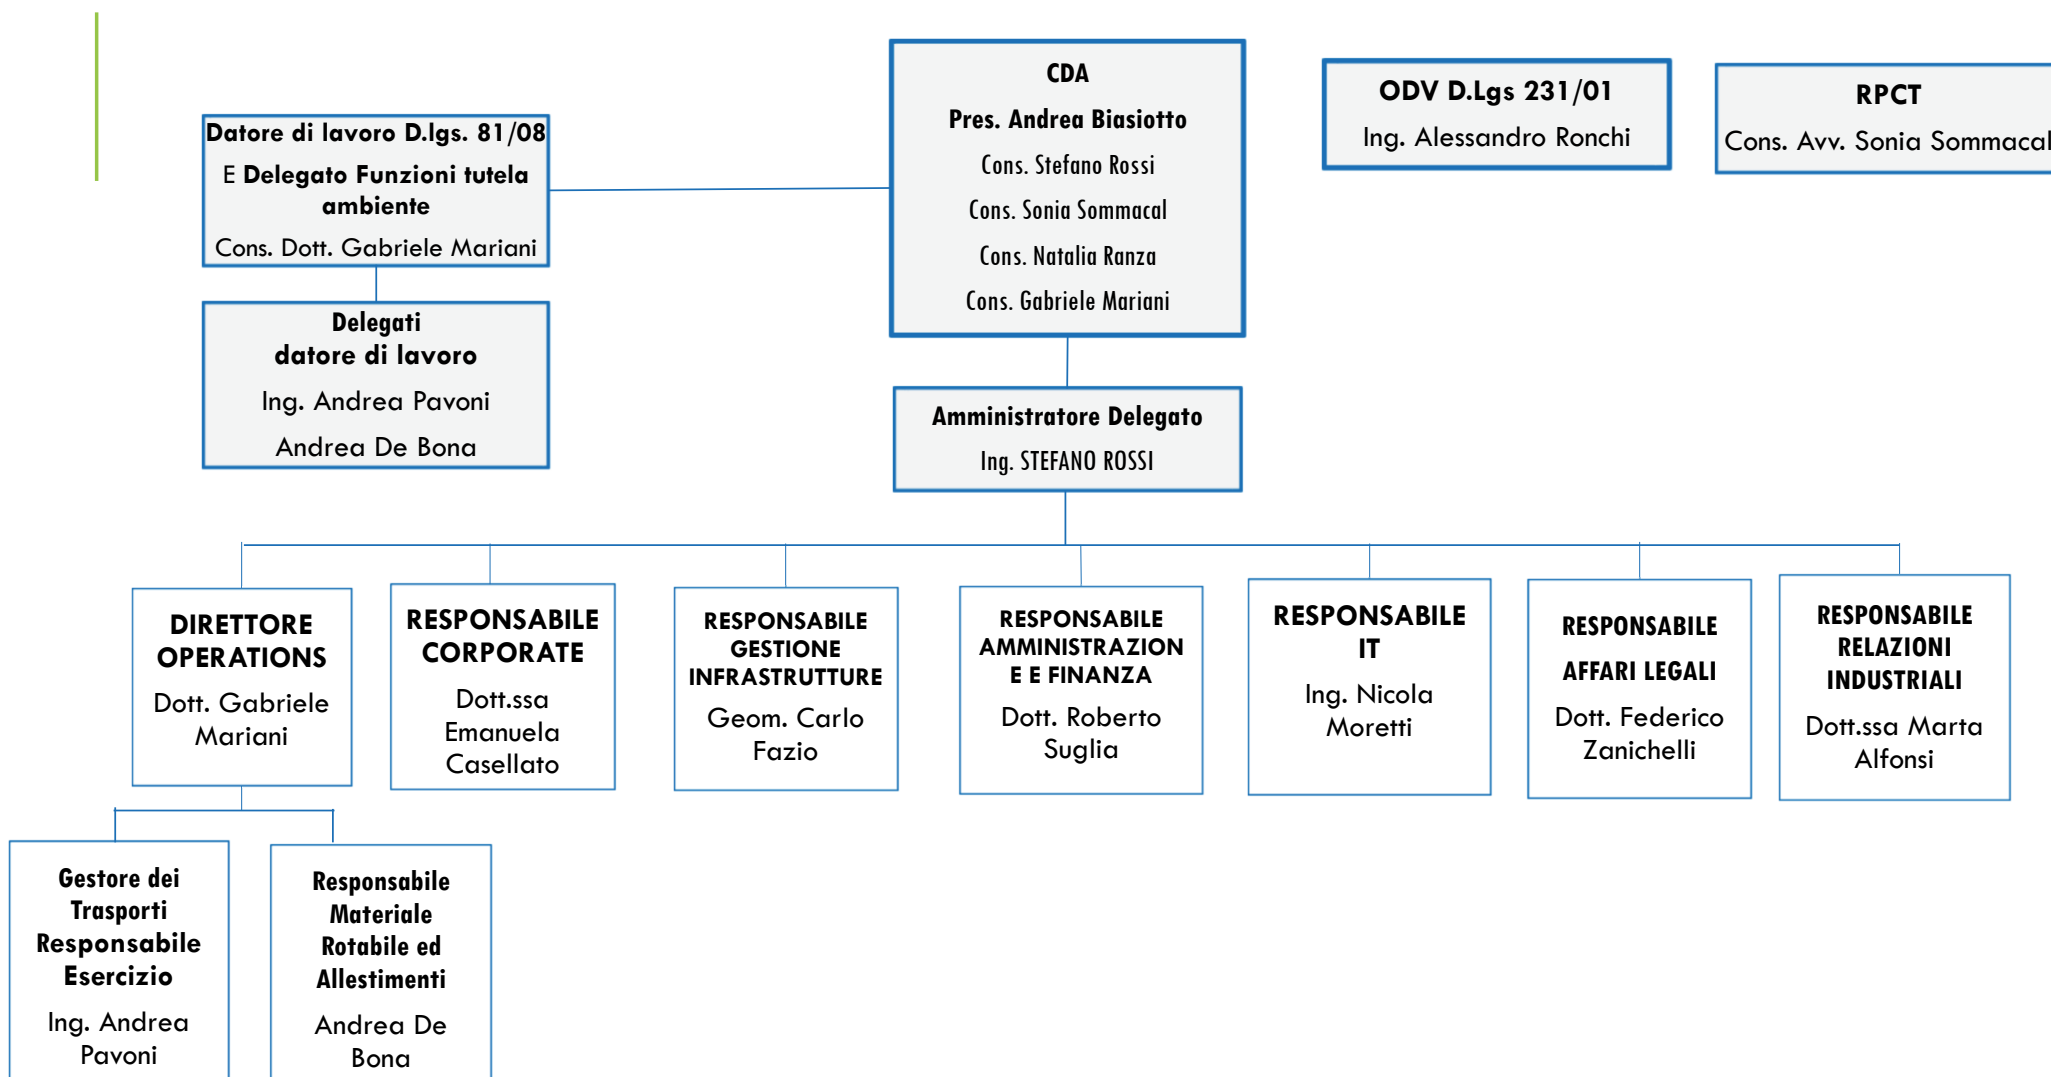 CDA
Pres. Andrea Biasiotto
Cons. Stefano Rossi
Cons. Sonia Sommacal
Cons. Natalia Ranza
Cons. Gabriele Mariani
ODV D.Lgs 231/01
Ing. Alessandro Ronchi
RPCT
Cons. Avv. Sonia Sommacal
Datore di lavoro D.lgs. 81/08
E Delegato Funzioni tutela
ambiente
Cons. Dott. Gabriele Mariani
Delegati
datore di lavoro
Ing. Andrea Pavoni
Andrea De Bona
Amministratore Delegato
Ing. STEFANO ROSSI
DIRETTORE
OPERATIONS
Dott. Gabriele
Mariani
RESPONSABILE
CORPORATE
Dott.ssa
Emanuela
Casellato
RESPONSABILE
GESTIONE
INFRASTRUTTURE
Geom. Carlo
Fazio
RESPONSABILE
AMMINISTRAZION
E E FINANZA
Dott. Roberto
Suglia
RESPONSABILE
IT
Ing. Nicola
Moretti
RESPONSABILE
AFFARI LEGALI
Dott. Federico
Zanichelli
RESPONSABILE
RELAZIONI
INDUSTRIALI
Dott.ssa Marta
Alfonsi
Gestore dei
Trasporti
Responsabile
Esercizio
Ing. Andrea
Pavoni
Responsabile
Materiale
Rotabile ed
Allestimenti
Andrea De
Bona